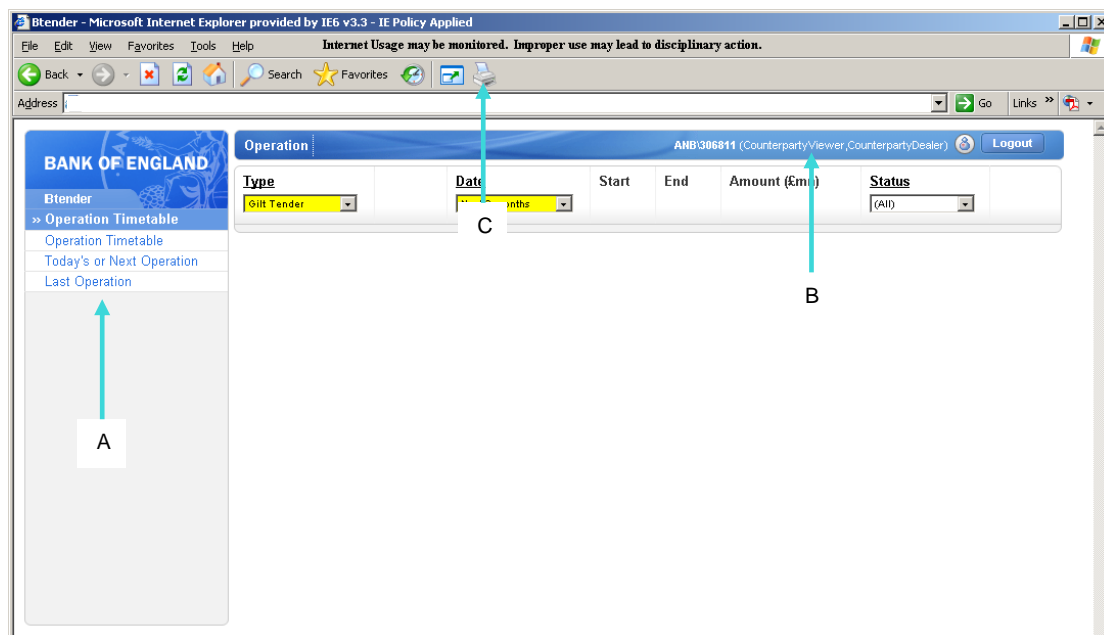 Btender - Microsoft Internet Explorer provided by IE6 v3.3 - IE Policy Applied
File Edit View Favorites Tools Help Internet Usage may be monitored. Improper use may lead to disciplinary action.
Back Search Favorites
Address Go Links »
BANK OF ENGLAND
Btender
» Operation Timetable
Operation Timetable
Today's or Next Operation
Last Operation
Operation ANB\306811 (CounterpartyViewer,CounterpartyDealer) Logout
Type Date Start End Amount (£mn) Status
Gilt Tender (All)
C
B
A